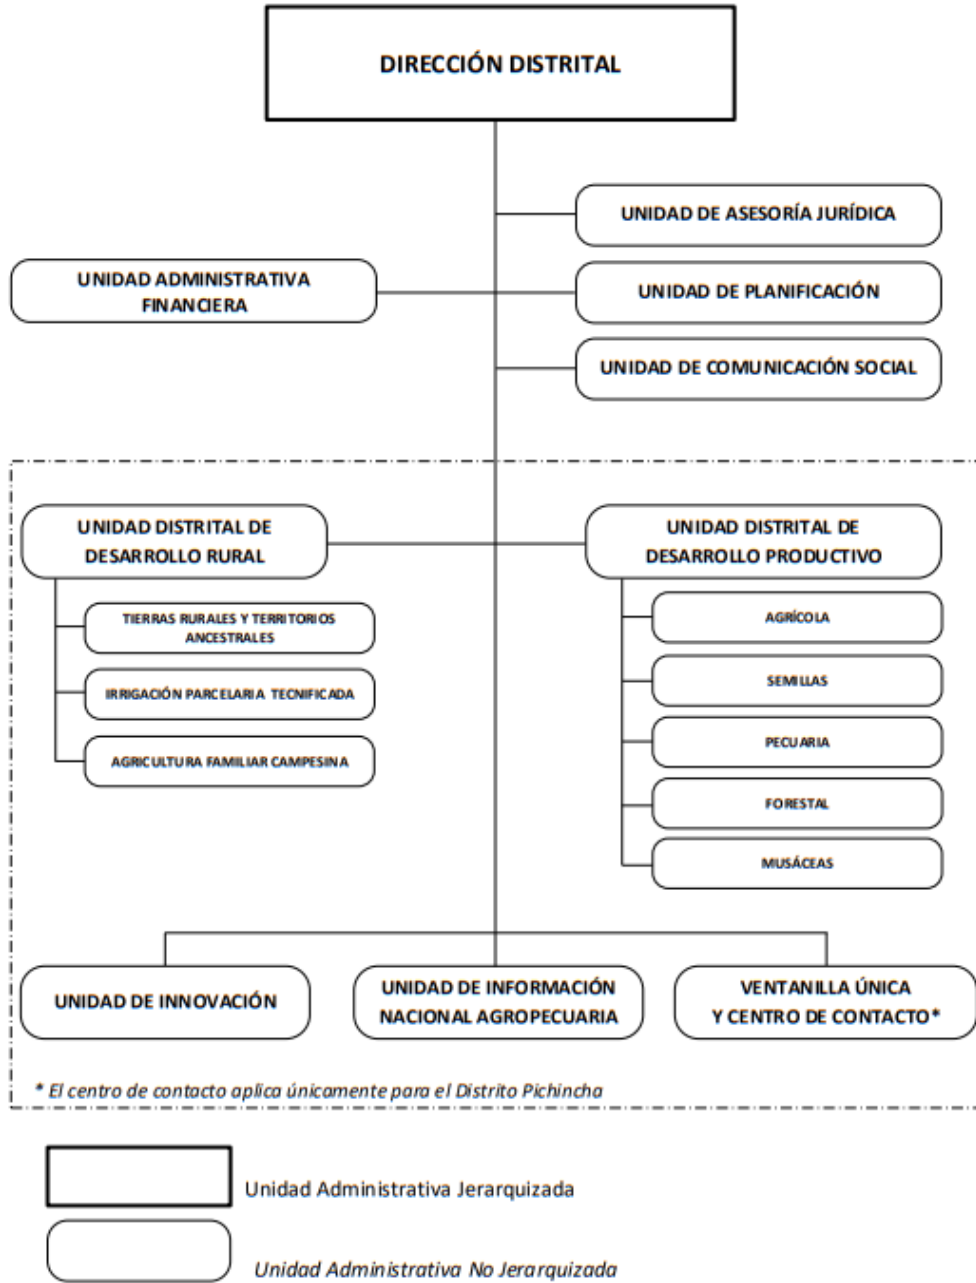 DIRECCIÓN DISTRITAL
UNIDAD DE ASESORÍA JURÍDICA
UNIDAD ADMINISTRATIVA
FINANCIERA
UNIDAD DE PLANIFICACIÓN
UNIDAD DE COMUNICACIÓN SOCIAL
UNIDAD DISTRITAL DE
DESARROLLO RURAL
TIERRAS RURALES Y TERRITORIOS
ANCESTRALES
IRRIGACIÓN PARCELARIA TECNIFICADA
AGRICULTURA FAMILIAR CAMPESINA
UNIDAD DISTRITAL DE
DESARROLLO PRODUCTIVO
AGRÍCOLA
SEMILLAS
PECUARIA
FORESTAL
MUSÁCEAS
UNIDAD DE INNOVACIÓN
UNIDAD DE INFORMACIÓN
NACIONAL AGROPECUARIA
VENTANILLA ÚNICA
Y CENTRO DE CONTACTO*
* El centro de contacto aplica únicamente para el Distrito Pichincha
Unidad Administrativa Jerarquizada
Unidad Administrativa No Jerarquizada